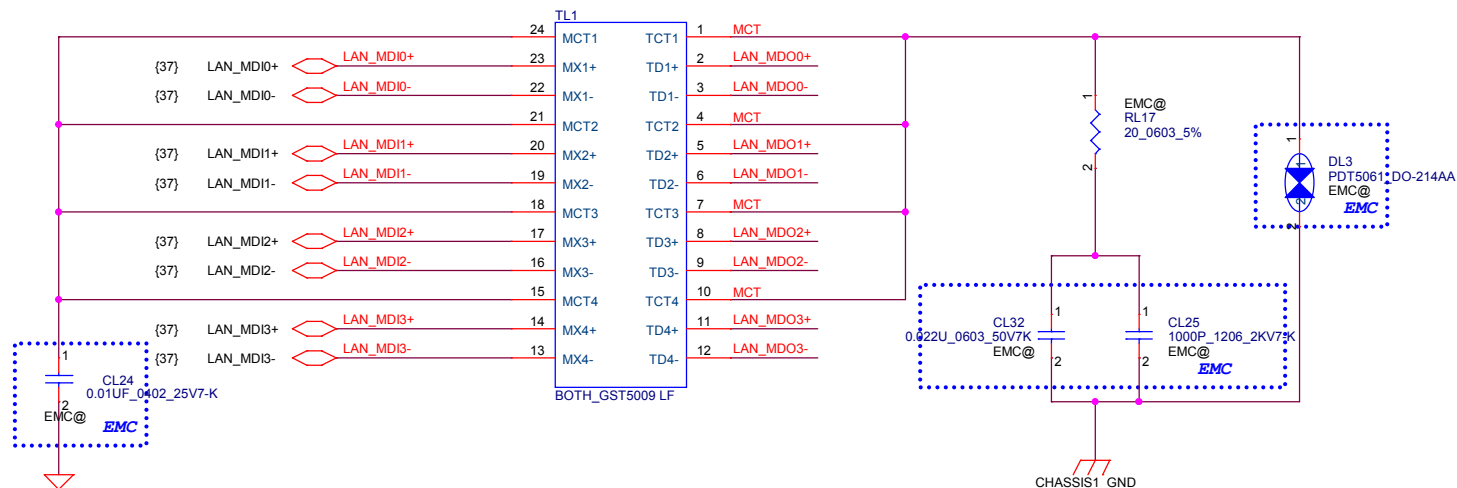 TL1
24 MCT1 TCT1 1 MCT
{37} LAN_MDI0+ LAN_MDI0+ 23 MX1+ TD1+ 2 LAN_MDO0+
{37} LAN_MDI0- LAN_MDI0- 22 MX1- TD1- 3 LAN_MDO0-
21 MCT2 TCT2 4 MCT
{37} LAN_MDI1+ LAN_MDI1+ 20 MX2+ TD2+ 5 LAN_MDO1+
{37} LAN_MDI1- LAN_MDI1- 19 MX2- TD2- 6 LAN_MDO1-
18 MCT3 TCT3 7 MCT
{37} LAN_MDI2+ LAN_MDI2+ 17 MX3+ TD3+ 8 LAN_MDO2+
{37} LAN_MDI2- LAN_MDI2- 16 MX3- TD3- 9 LAN_MDO2-
15 MCT4 TCT4 10 MCT
{37} LAN_MDI3+ LAN_MDI3+ 14 MX4+ TD4+ 11 LAN_MDO3+
{37} LAN_MDI3- LAN_MDI3- 13 MX4- TD4- 12 LAN_MDO3-
BOTH_GST5009 LF
1
CL24
0.01UF_0402_25V7-K
2
EMC@
EMC
1
EMC@
RL17
20_0603_5%
2
1
1
DL3
PDT5061_DO-214AA
EMC@
2
EMC
2
1
CL32
0.022U_0603_50V7K
EMC@
2
1
CL25
1000P_1206_2KV7-K
EMC@
2
EMC
CHASSIS1_GND